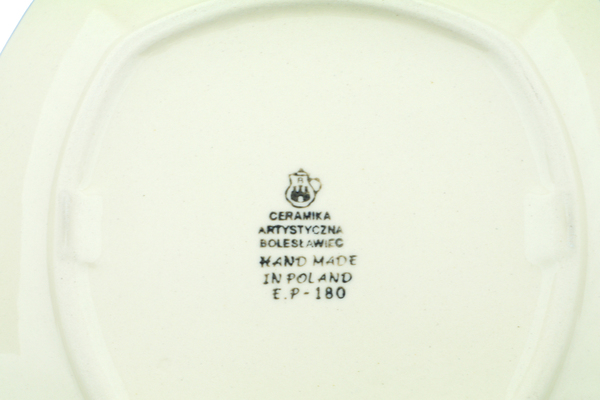 CERAMIKA
ARTYSTYCZNA
BOLESŁAWIEC
HAND MADE
IN POLAND
E.P-180